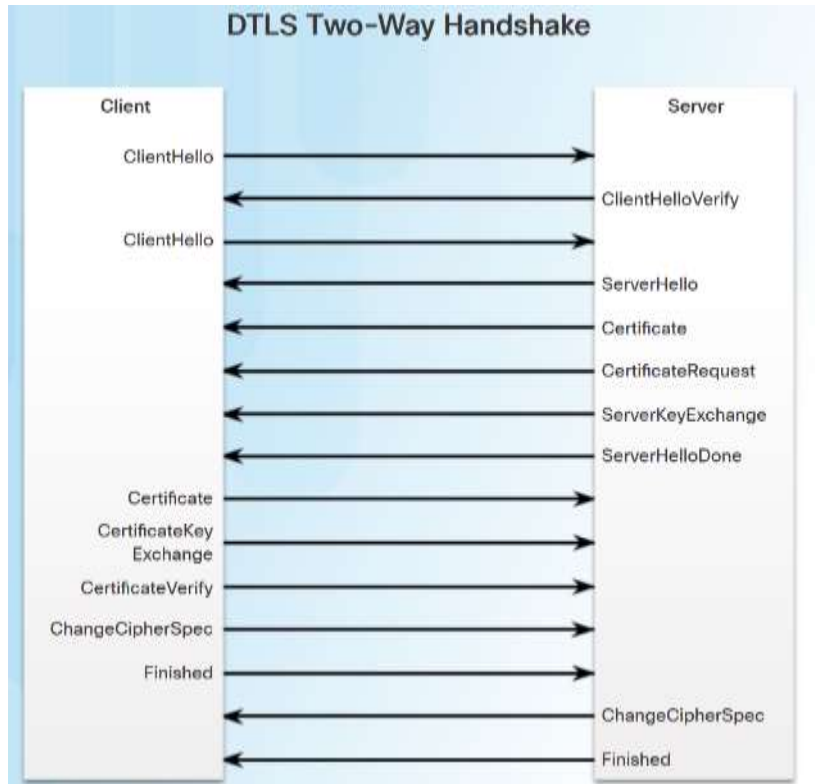 DTLS Two-Way Handshake
Client
Server
ClientHello
ClientHelloVerify
ClientHello
ServerHello
Certificate
CertificateRequest
ServerKeyExchange
ServerHelloDone
Certificate
CertificateKey
Exchange
CertificateVerify
ChangeCipherSpec
Finished
ChangeCipherSpec
Finished